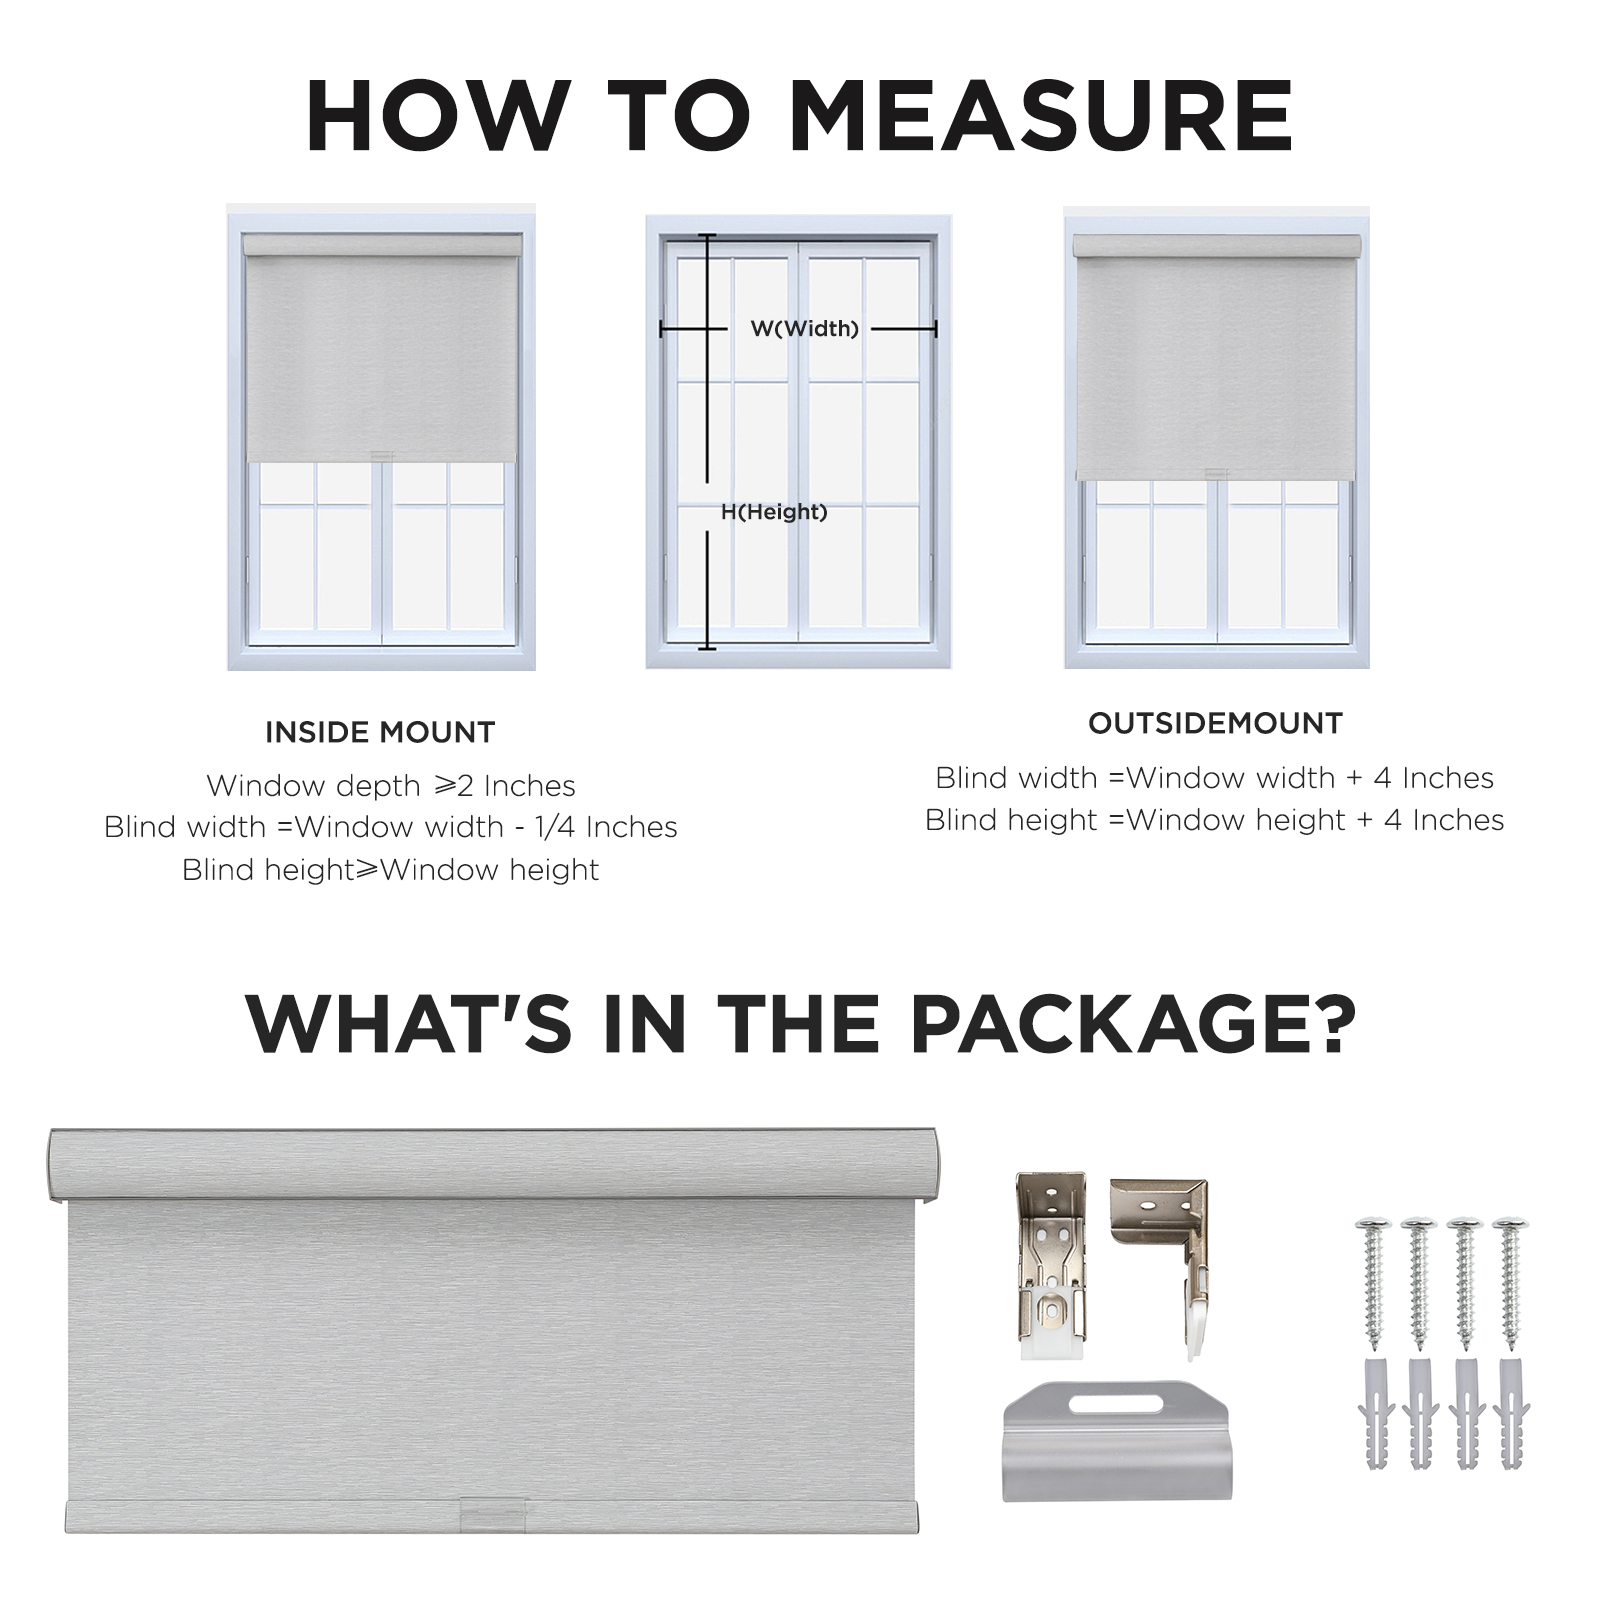 HOW TO MEASURE
W(Width)
H(Height)
INSIDE MOUNT
Window depth ⩾2 Inches
Blind width =Window width - 1/4 Inches
Blind height⩾Window height
OUTSIDEMOUNT
Blind width =Window width + 4 Inches
Blind height =Window height + 4 Inches
WHAT'S IN THE PACKAGE?